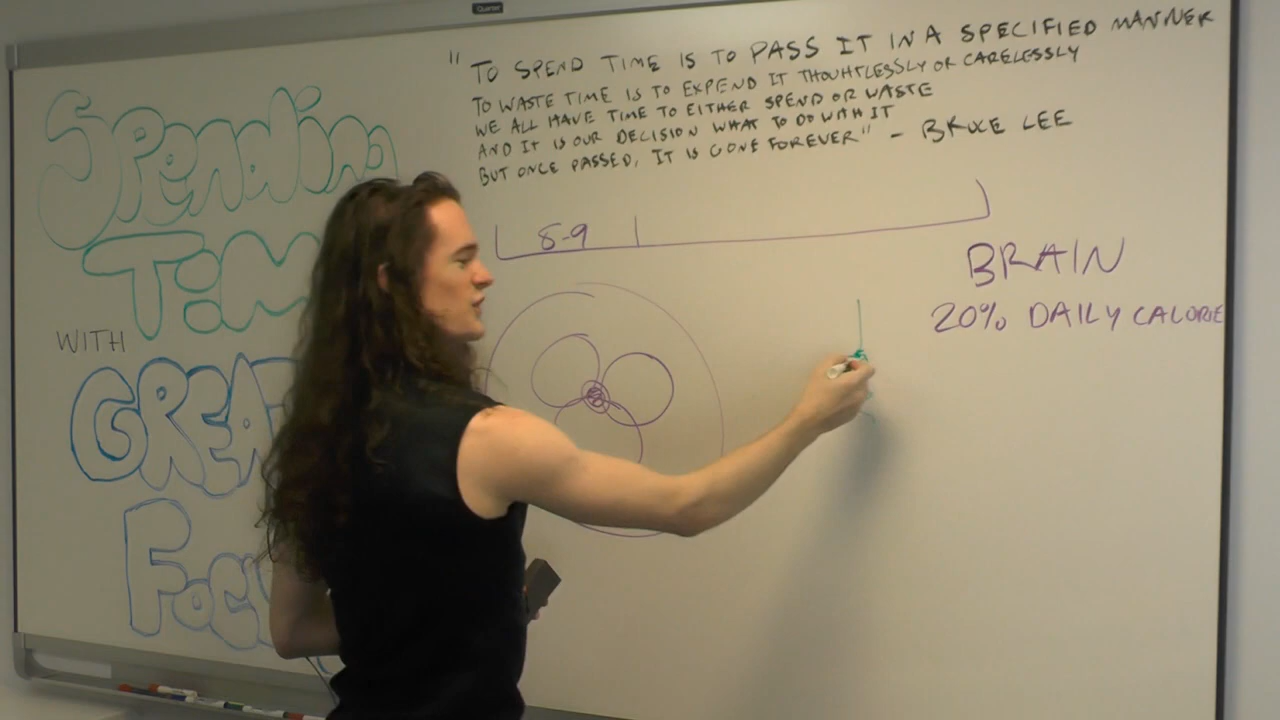 Quartet
" TO SPEND TIME IS TO PASS IT IN A SPECIFIED MANNER
TO WASTE TIME IS TO EXPEND IT THOUHTLESSLY OR CARELESSLY
WE ALL HAVE TIME TO EITHER SPEND OR WASTE
AND IT IS OUR DECISION WHAT TO DO WITH IT
BUT ONCE PASSED, IT IS GONE FOREVER" - BRUCE LEE
Spending
TiM
WITH
GREA
Focu
8-9
BRAIN
20% DAILY CALORIE